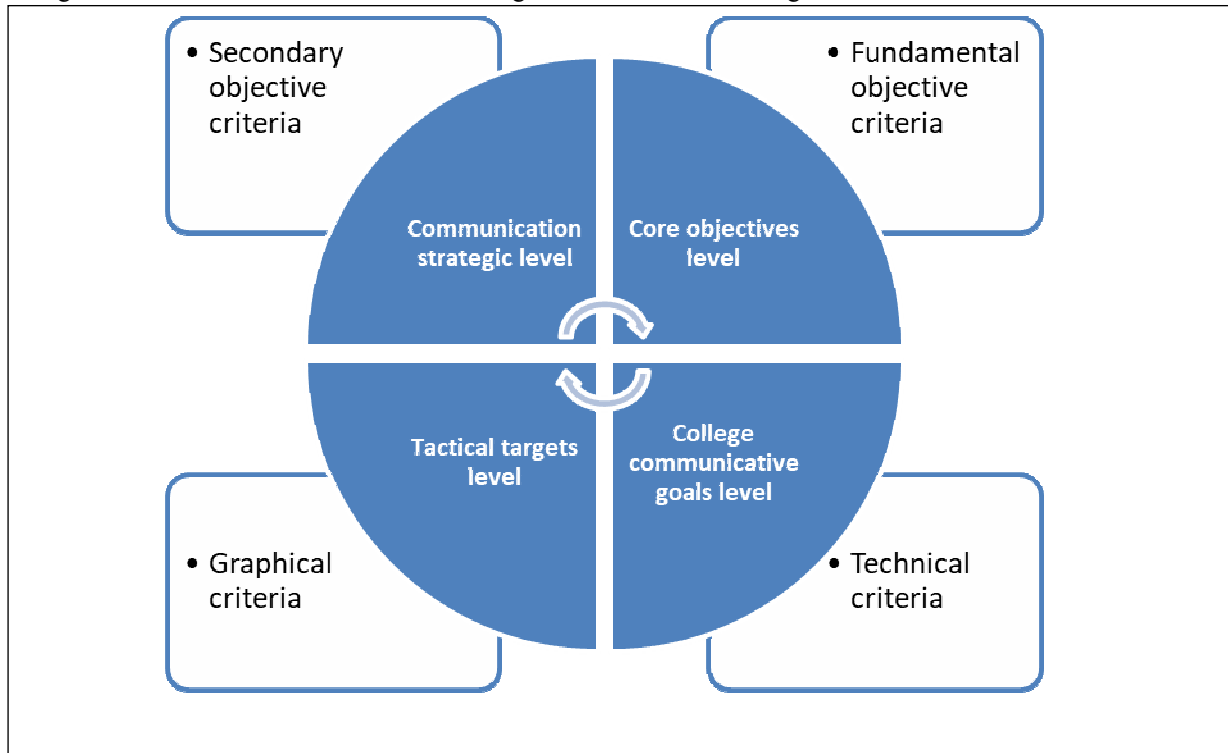 • Secondary
objective
criteria
• Fundamental
objective
criteria
Communication
strategic level
Core objectives
level
Tactical targets
level
College
communicative
goals level
• Graphical
criteria
• Technical
criteria